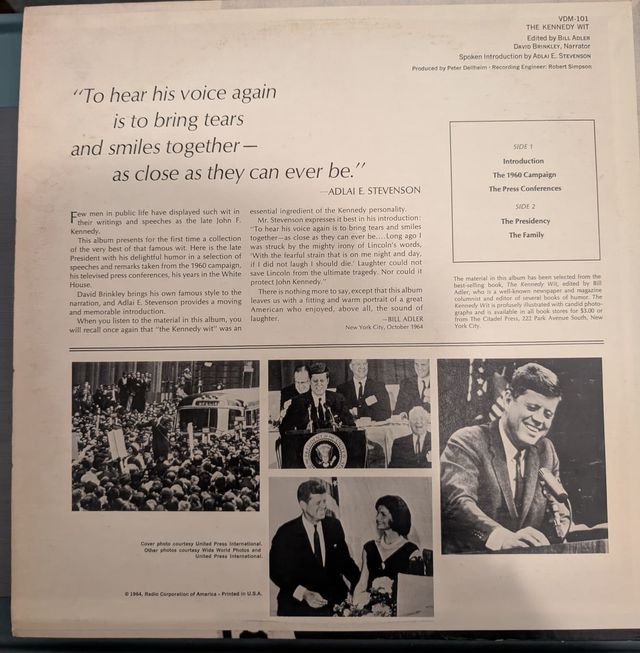 VDM-101
THE KENNEDY WIT
Edited by BILL ADLER
DAVID BRINKLEY, Narrator
Spoken Introduction by ADLAI E. STEVENSON
Produced by Peter Dellheim • Recording Engineer: Robert Simpson
“To hear his voice again
is to bring tears
and smiles together—
as close as they can ever be.”
—ADLAI E. STEVENSON
Few men in public life have displayed such wit in
their writings and speeches as the late John F.
Kennedy.
This album presents for the first time a collection
of the very best of that famous wit. Here is the late
President with his delightful humor in a selection of
speeches and remarks taken from the 1960 campaign,
his televised press conferences, his years in the White
House.
David Brinkley brings his own famous style to the
narration, and Adlai E. Stevenson provides a moving
and memorable introduction.
When you listen to the material in this album, you
will recall once again that “the Kennedy wit” was an
essential ingredient of the Kennedy personality.
Mr. Stevenson expresses it best in his introduction:
“To hear his voice again is to bring tears and smiles
together—as close as they can ever be....Long ago I
was struck by the mighty irony of Lincoln's words,
‘With the fearful strain that is on me night and day,
if I did not laugh I should die.’ Laughter could not
save Lincoln from the ultimate tragedy. Nor could it
protect John Kennedy.”
There is nothing more to say, except that this album
leaves us with a fitting and warm portrait of a great
American who enjoyed, above all, the sound of
laughter.
—BILL ADLER
New York City, October 1964
SIDE 1
Introduction
The 1960 Campaign
The Press Conferences
SIDE 2
The Presidency
The Family
The material in this album has been selected from the
best-selling book, The Kennedy Wit, edited by Bill
Adler, who is a well-known newspaper and magazine
columnist and editor of several books of humor. The
Kennedy Wit is profusely illustrated with candid photo-
graphs and is available in all book stores for $3.00 or
from The Citadel Press, 222 Park Avenue South, New
York City.
Cover photo courtesy United Press International.
Other photos courtesy Wide World Photos and
United Press International.
© 1964, Radio Corporation of America • Printed in U.S.A.